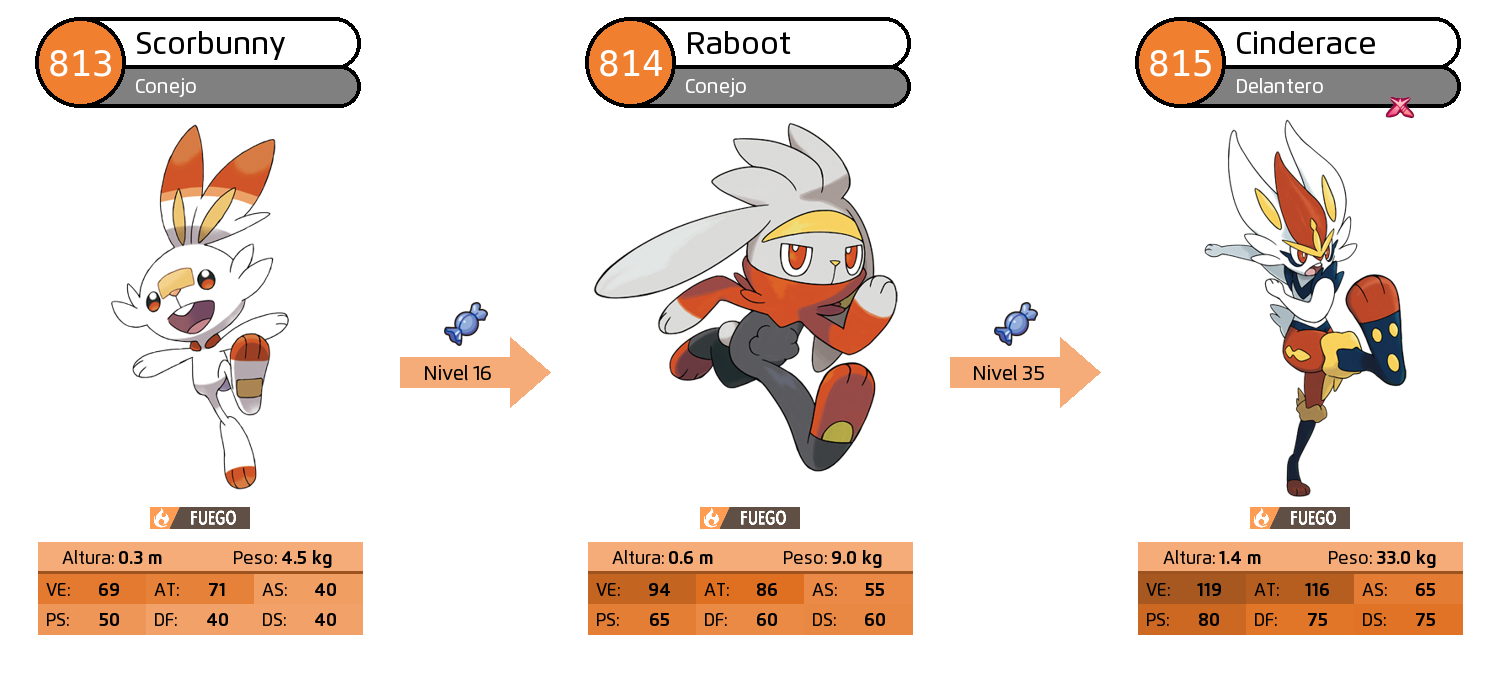 813 Scorbunny
Conejo
814 Raboot
Conejo
815 Cinderace
Delantero
Nivel 16
Nivel 35
FUEGO
Altura: 0.3 m Peso: 4.5 kg
VE: 69 AT: 71 AS: 40
PS: 50 DF: 40 DS: 40
FUEGO
Altura: 0.6 m Peso: 9.0 kg
VE: 94 AT: 86 AS: 55
PS: 65 DF: 60 DS: 60
FUEGO
Altura: 1.4 m Peso: 33.0 kg
VE: 119 AT: 116 AS: 65
PS: 80 DF: 75 DS: 75